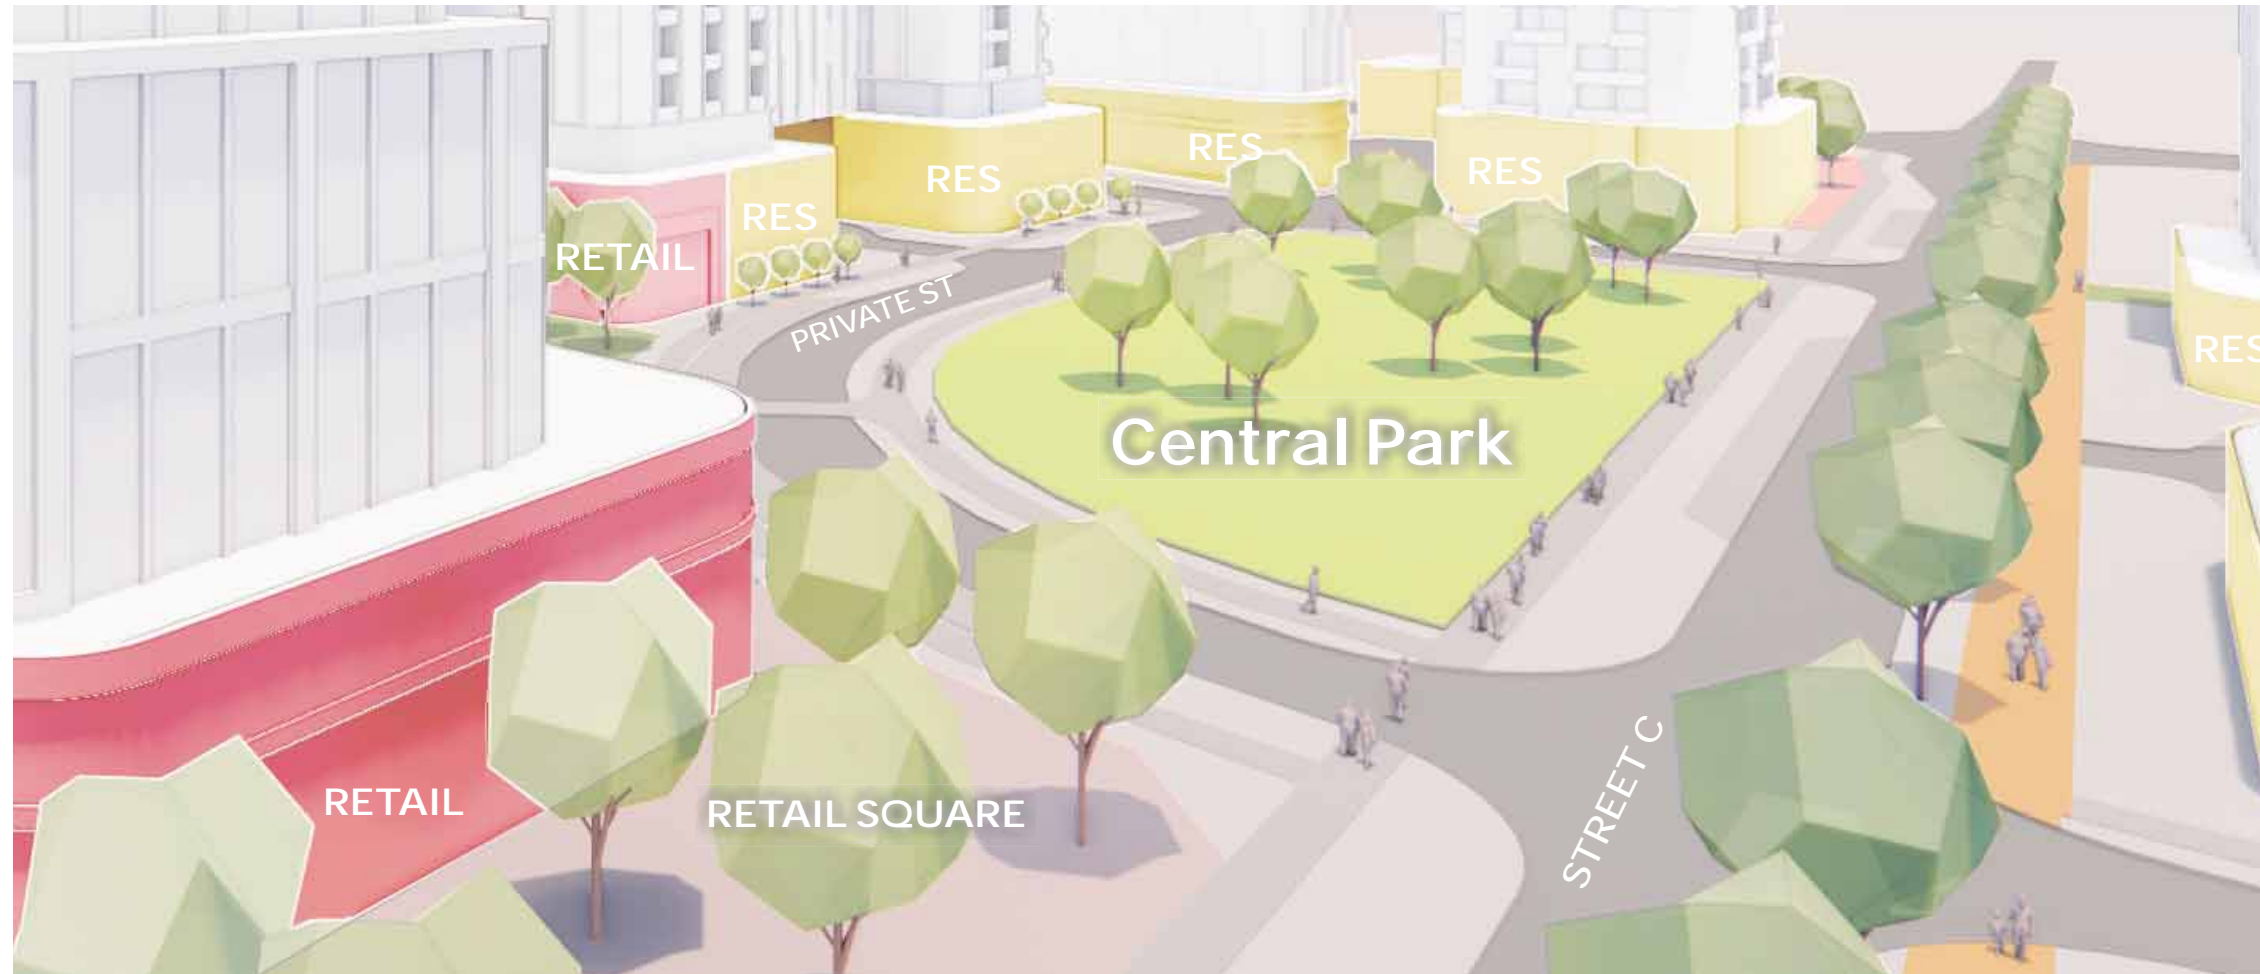 RES
RES
RES
RES
RETAIL
PRIVATE ST
RES
Central Park
STREET C
RETAIL
RETAIL SQUARE